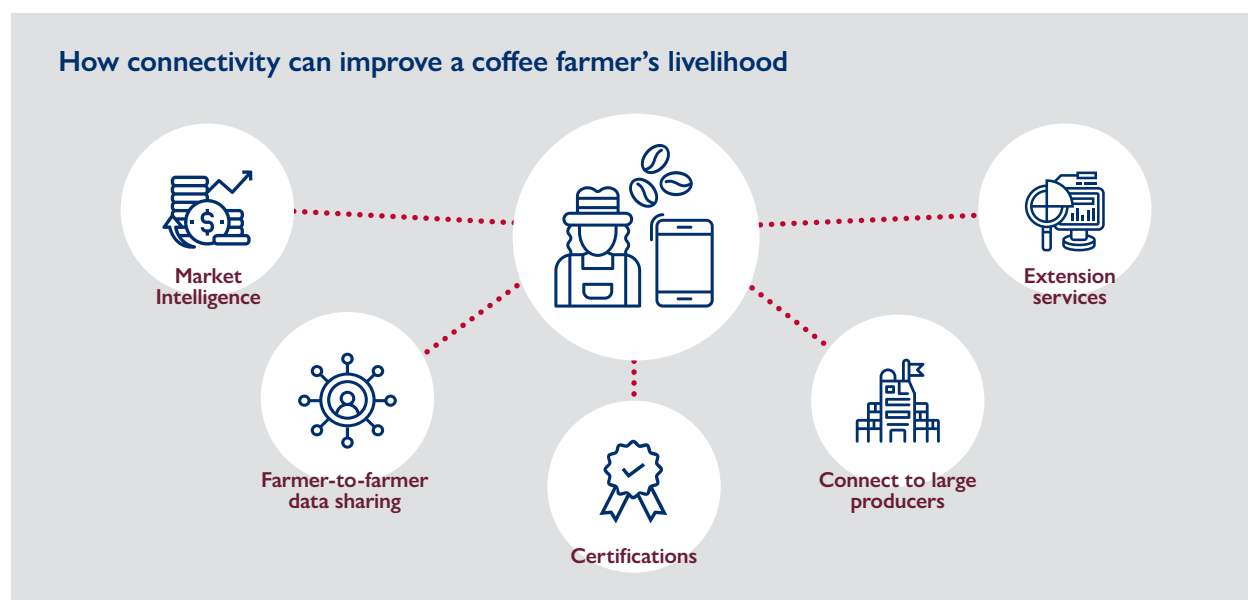 How connectivity can improve a coffee farmer’s livelihood
$
Market
Intelligence
Extension
services
Farmer-to-farmer
data sharing
Connect to large
producers
Certifications